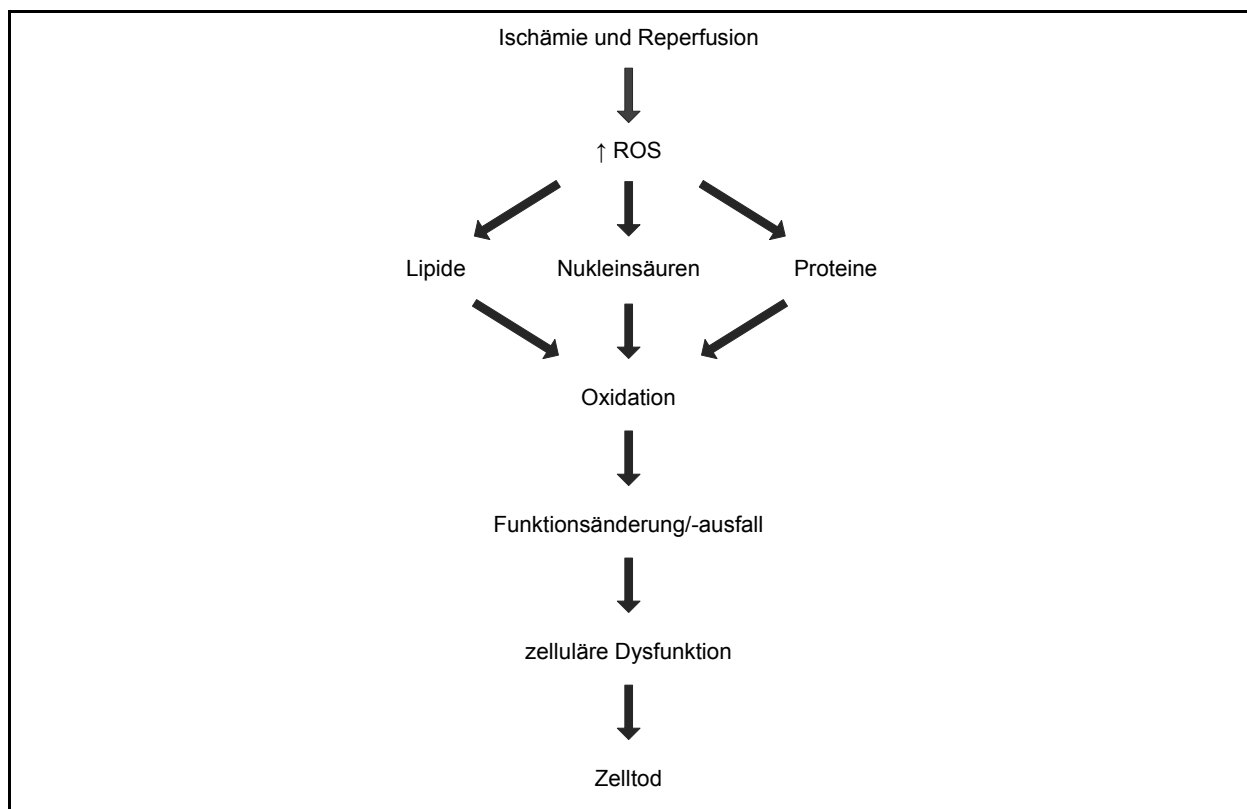 Ischämie und Reperfusion
↑ ROS
Lipide Nukleinsäuren Proteine
Oxidation
Funktionsänderung/-ausfall
zelluläre Dysfunktion
Zelltod